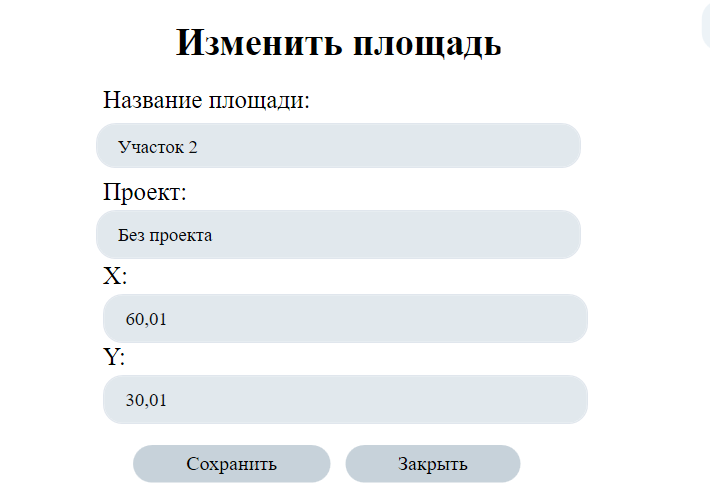 Изменить площадь
Название площади:
Участок 2
Проект:
Без проекта
X:
60,01
Y:
30,01
Сохранить Закрыть